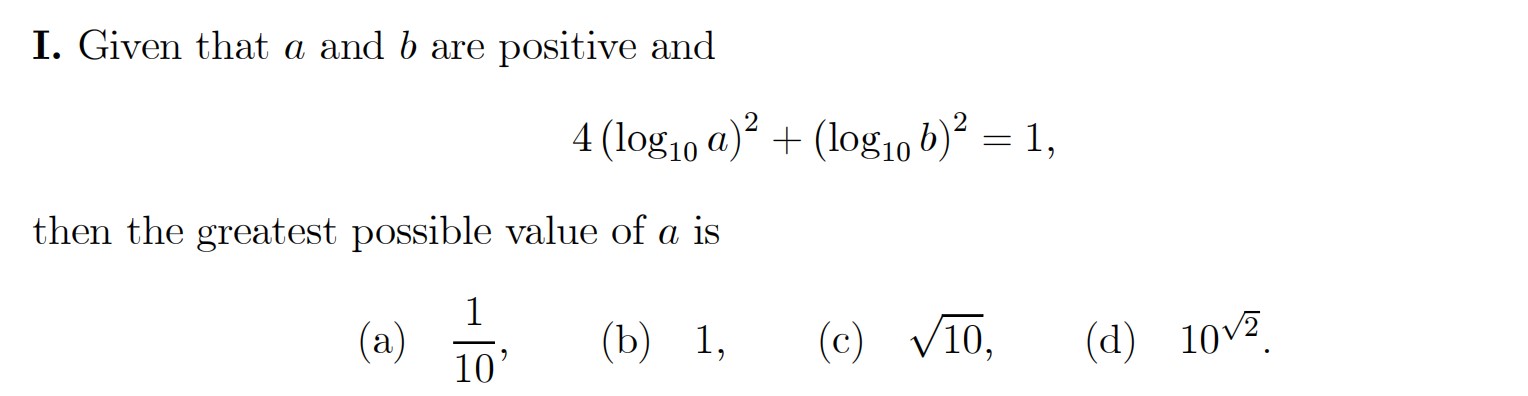 I. Given that a and b are positive and
4 (log₁₀ a)² + (log₁₀ b)² = 1,
then the greatest possible value of a is
(a) 1/10, (b) 1, (c) √10, (d) 10^√2.